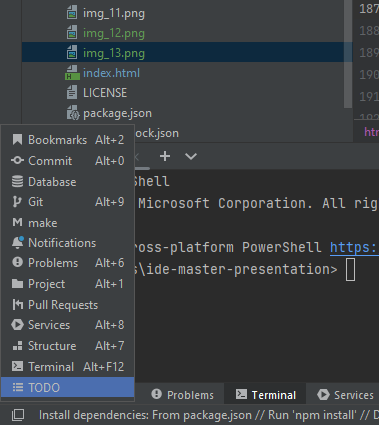 img_11.png
187
img_12.png
188
img_13.png
189
index.html
190
LICENSE
191
package.json
ock.json
htm
Bookmarks Alt+2
Commit Alt+0
Database
Git Alt+9
make
Notifications
Problems Alt+6
Project Alt+1
Pull Requests
Services Alt+8
Structure Alt+7
Terminal Alt+F12
TODO
Shell
Microsoft Corporation. All rig
ross-platform PowerShell https:
s\ide-master-presentation>
Problems
Terminal
Services
Install dependencies: From package.json // Run 'npm install' // D